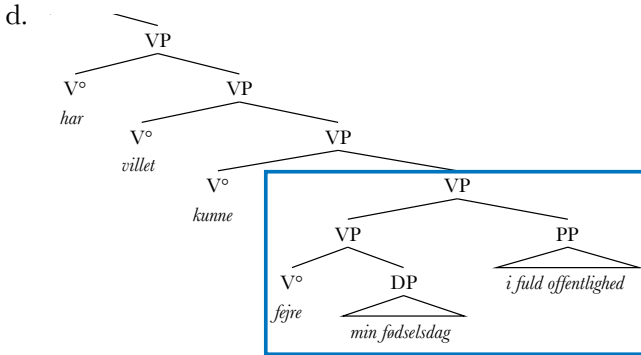 d.
VP
V° VP
har
V° VP
villet
V° VP
kunne
VP PP
V° DP i fuld offentlighed
fejre
min fødselsdag